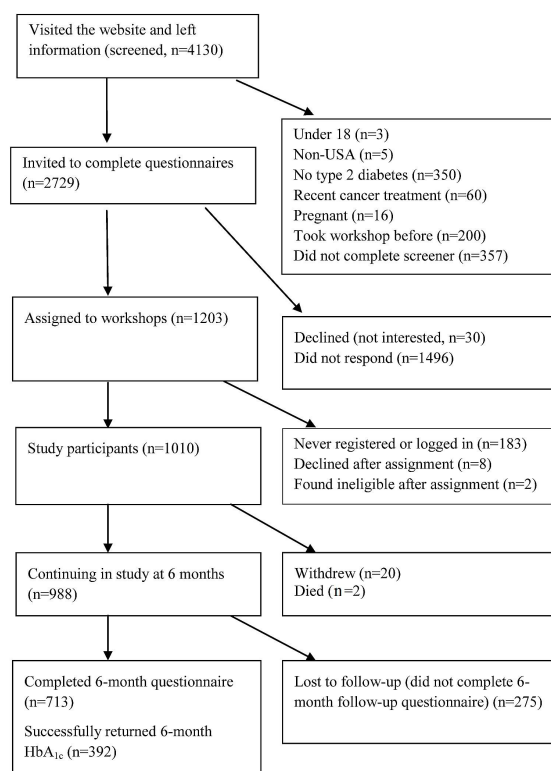 Visited the website and left
information (screened, n=4130)
Under 18 (n=3)
Non-USA (n=5)
No type 2 diabetes (n=350)
Recent cancer treatment (n=60)
Pregnant (n=16)
Took workshop before (n=200)
Did not complete screener (n=357)
Invited to complete questionnaires
(n=2729)
Assigned to workshops (n=1203)
Declined (not interested, n=30)
Did not respond (n=1496)
Study participants (n=1010)
Never registered or logged in (n=183)
Declined after assignment (n=8)
Found ineligible after assignment (n=2)
Continuing in study at 6 months
(n=988)
Withdrew (n=20)
Died (n=2)
Completed 6-month questionnaire
(n=713)
Successfully returned 6-month
HbA1c (n=392)
Lost to follow-up (did not complete 6-
month follow-up questionnaire) (n=275)